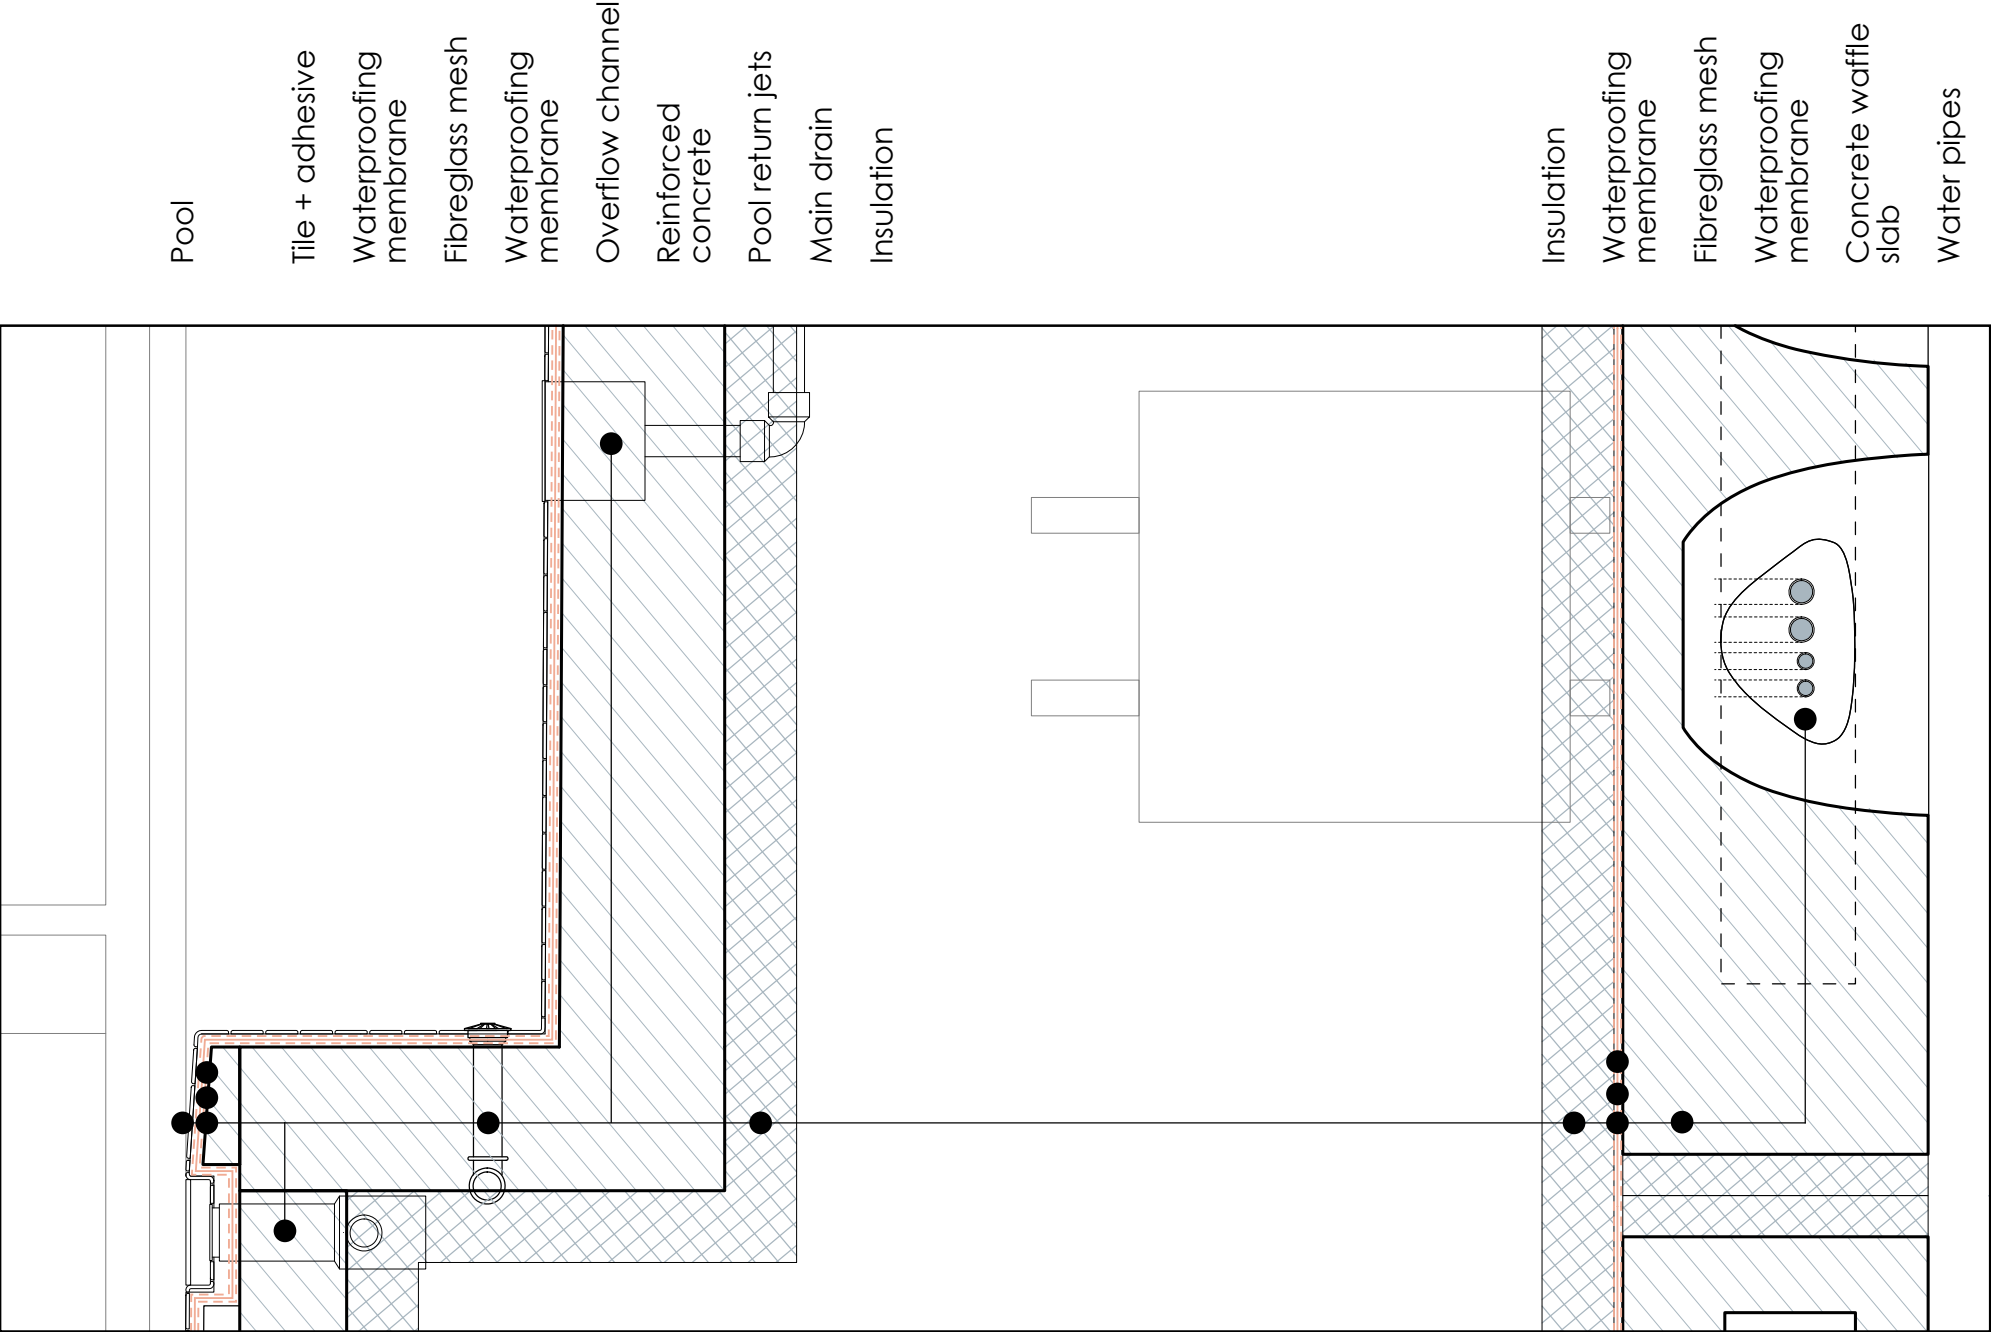 Pool
Tile + adhesive
Waterproofing
membrane
Fibreglass mesh
Waterproofing
membrane
Overflow channel
Reinforced
concrete
Pool return jets
Main drain
Insulation
Insulation
Waterproofing
membrane
Fibreglass mesh
Waterproofing
membrane
Concrete waffle
slab
Water pipes